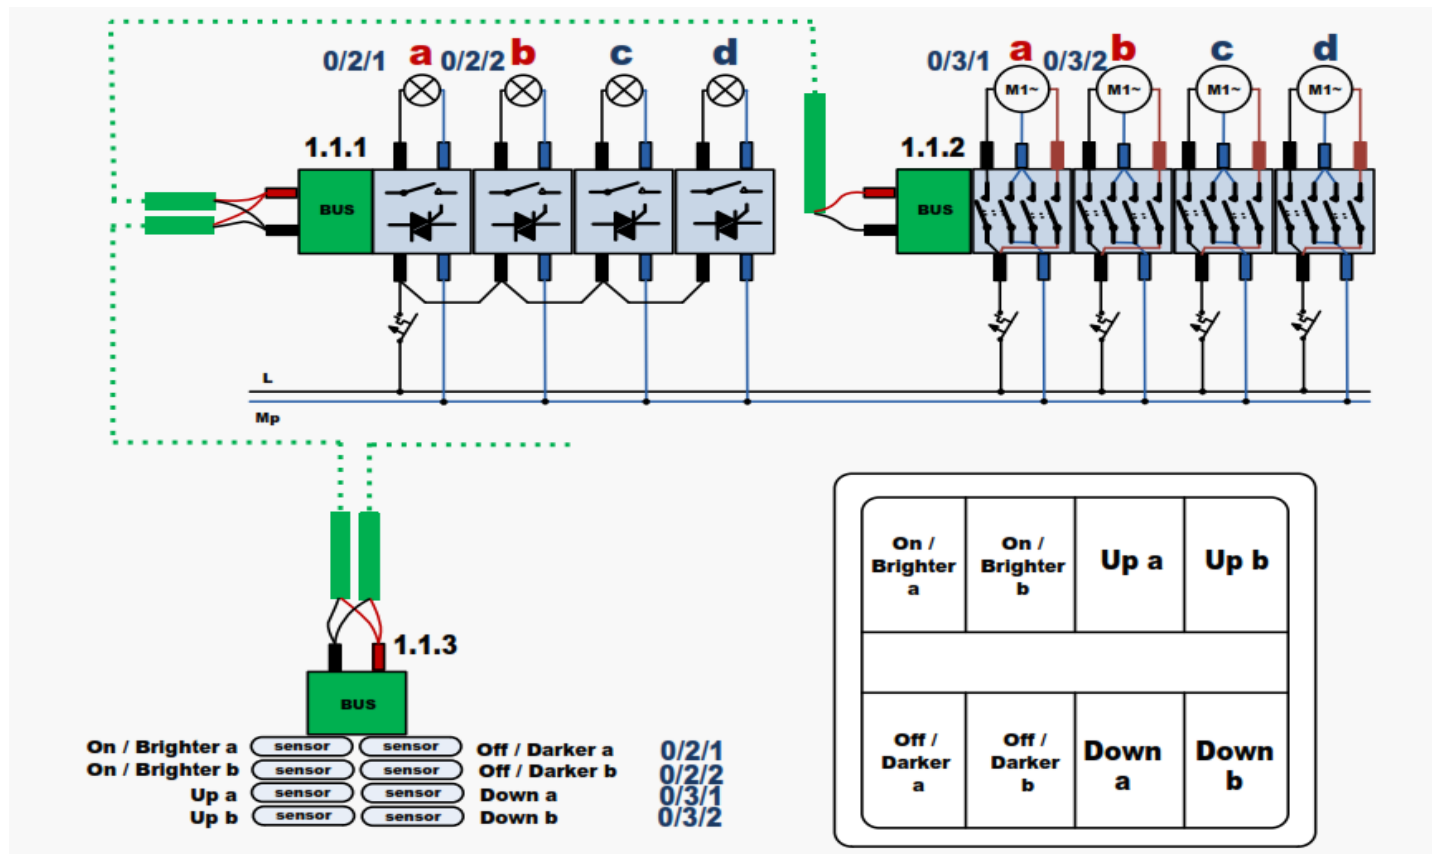 0/2/1 a 0/2/2 b c d
0/3/1 a 0/3/2 b c d
M1~ M1~ M1~ M1~
1.1.1
1.1.2
BUS
BUS
L
Mp
1.1.3
BUS
On / Brighter a sensor sensor Off / Darker a 0/2/1
On / Brighter b sensor sensor Off / Darker b 0/2/2
Up a sensor sensor Down a 0/3/1
Up b sensor sensor Down b 0/3/2
On /
Brighter
a
On /
Brighter
b
Up a
Up b
Off /
Darker
a
Off /
Darker
b
Down
a
Down
b